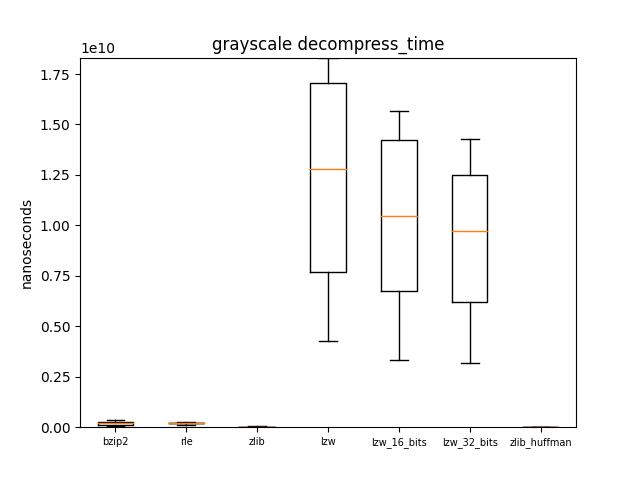 grayscale decompress_time
1e10
1.75
1.50
1.25
1.00
0.75
0.50
0.25
0.00
nanoseconds
bzip2 rle zlib lzw lzw_16_bits lzw_32_bits zlib_huffman